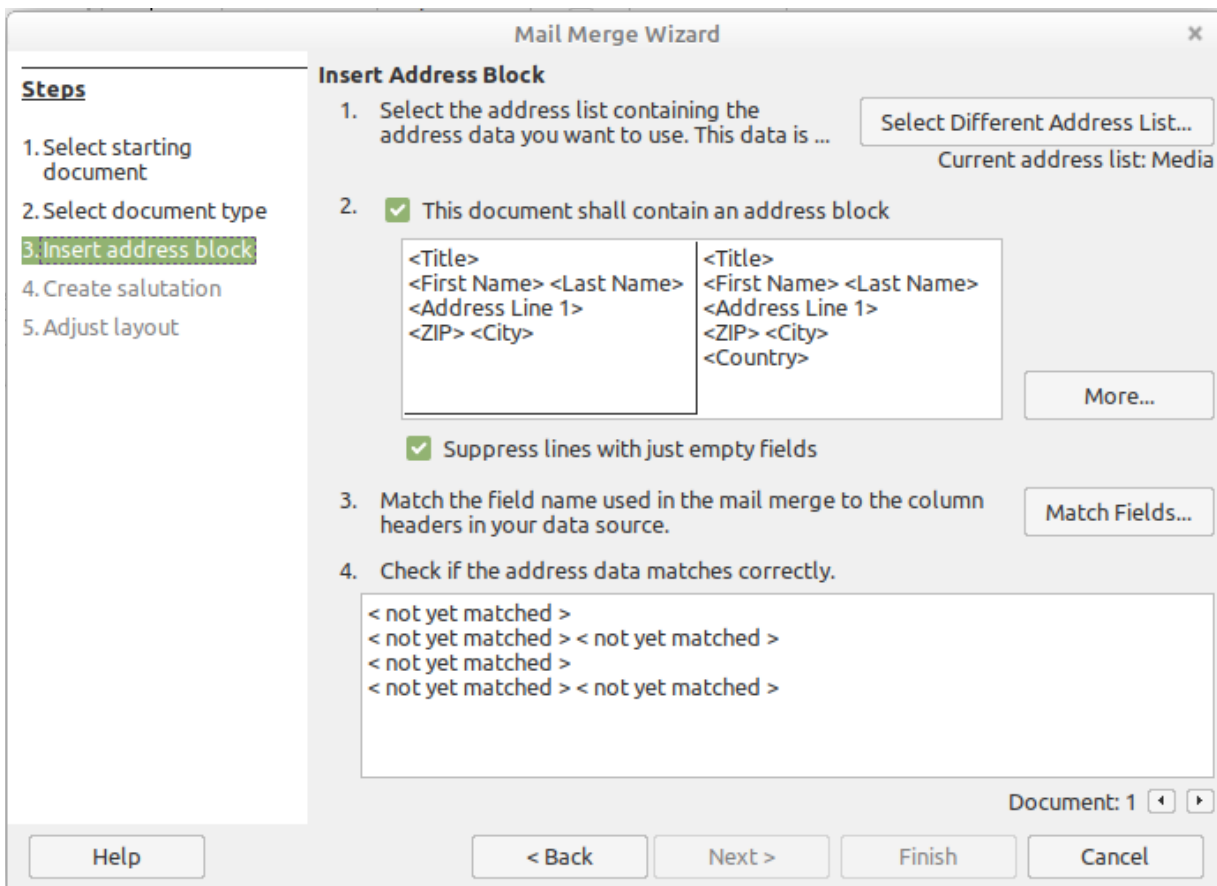 Mail Merge Wizard
×
Steps
1. Select starting
document
2. Select document type
3. Insert address block
4. Create salutation
5. Adjust layout
Insert Address Block
1. Select the address list containing the
address data you want to use. This data is ...
Select Different Address List...
Current address list: Media
2. This document shall contain an address block
<Title>
<First Name> <Last Name>
<Address Line 1>
<ZIP> <City>
<Title>
<First Name> <Last Name>
<Address Line 1>
<ZIP> <City>
<Country>
More...
Suppress lines with just empty fields
3. Match the field name used in the mail merge to the column
headers in your data source.
Match Fields...
4. Check if the address data matches correctly.
< not yet matched >
< not yet matched > < not yet matched >
< not yet matched >
< not yet matched > < not yet matched >
Document: 1
Help
< Back
Next >
Finish
Cancel